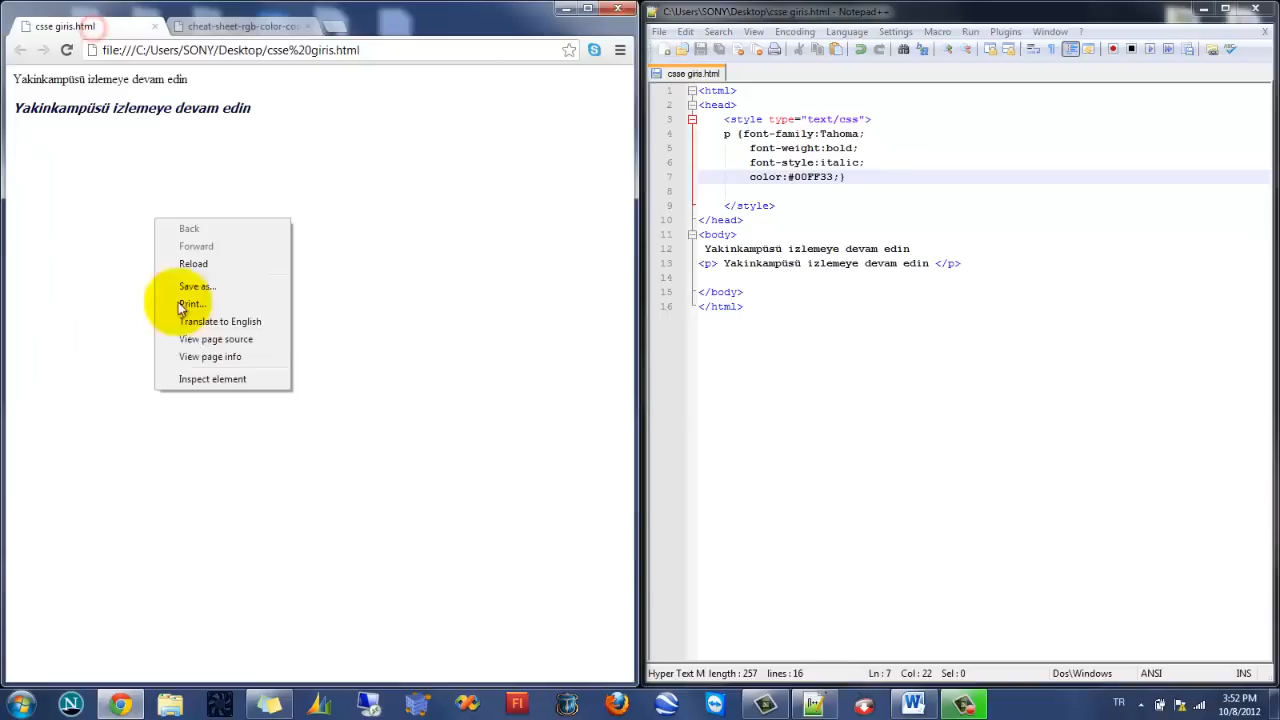 csse giris.html
cheat-sheet-rgb-color-co
file:///C:/Users/SONY/Desktop/csse%20giris.html
Yakinkampüsü izlemeye devam edin
Yakinkampüsü izlemeye devam edin
Back
Forward
Reload
Save as...
Print...
Translate to English
View page source
View page info
Inspect element
C:\Users\SONY\Desktop\csse giris.html - Notepad++
File Edit Search View Encoding Language Settings Macro Run Plugins Window ? X
csse giris.html
1 <html>
2 <head>
3 <style type="text/css">
4 p {font-family:Tahoma;
5 font-weight:bold;
6 font-style:italic;
7 color:#00FF33;}
8
9 </style>
10 </head>
11 <body>
12 Yakinkampüsü izlemeye devam edin
13 <p> Yakinkampüsü izlemeye devam edin </p>
14
15 </body>
16 </html>
Hyper Text M length : 257 lines : 16 Ln : 7 Col : 22 Sel : 0 Dos\Windows ANSI INS
TR
3:52 PM
10/8/2012